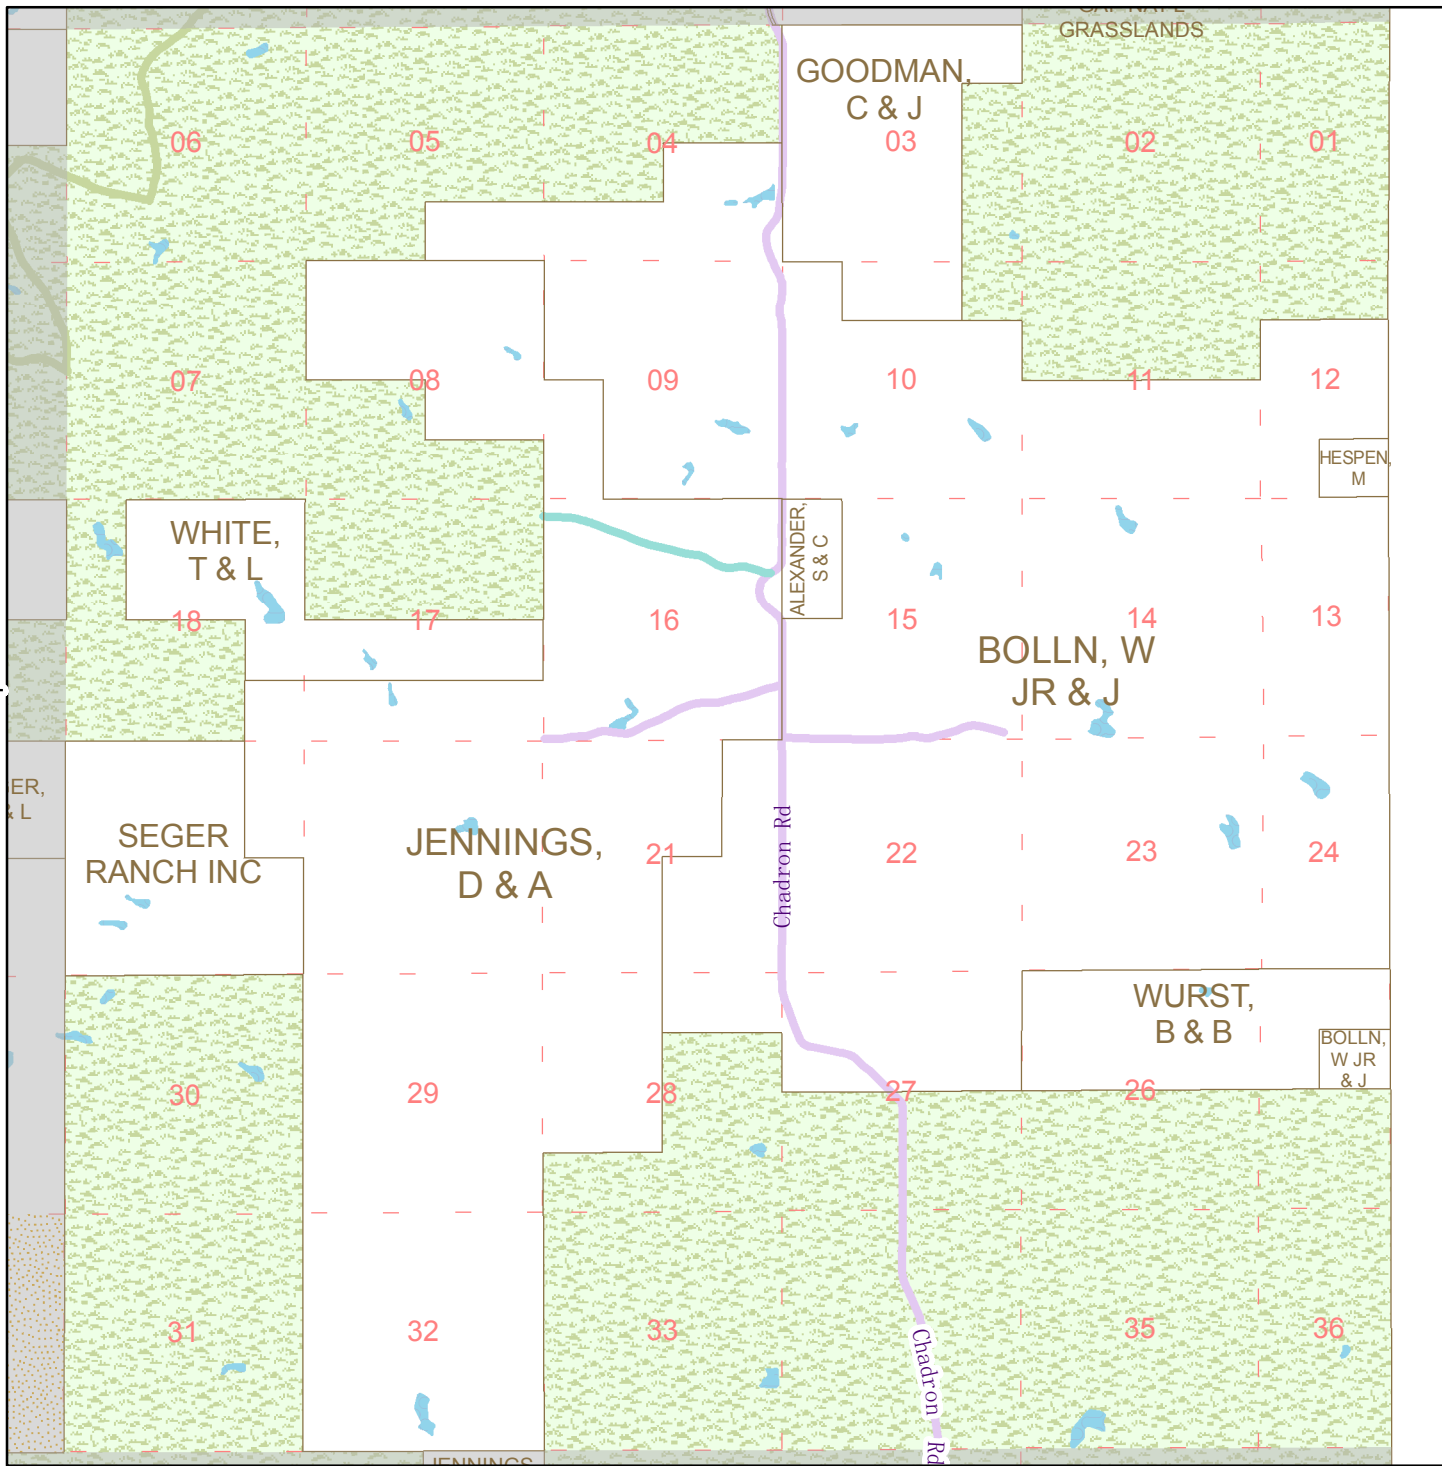 GRASSLANDS
GOODMAN,
C & J
06
05
04
03
02
01
07
08
09
10
11
12
HESPEN,
M
WHITE,
T & L
ALEXANDER,
S & C
18
17
16
15
14
13
BOLLN, W
JR & J
ER,
& L
SEGER
RANCH INC
JENNINGS,
D & A
21
Chadron Rd
22
23
24
WURST,
B & B
BOLLN,
W JR
& J
30
29
28
27
26
31
32
33
Chadron Rd
35
36
JENNINGS